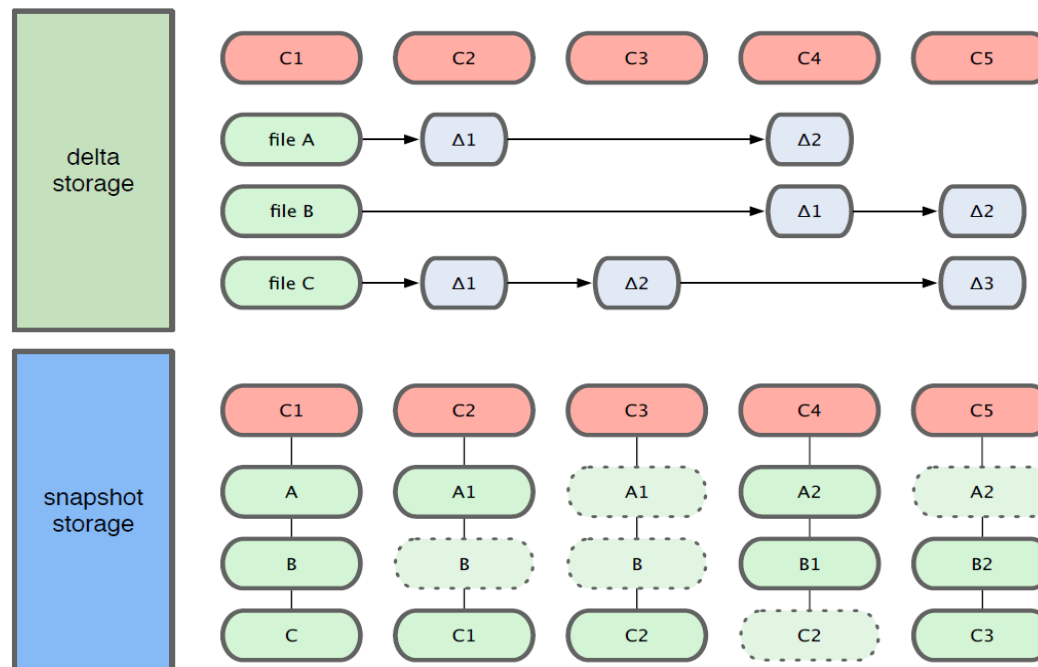 C1 C2 C3 C4 C5
file A Δ1 Δ2
delta
storage
file B Δ1 Δ2
file C Δ1 Δ2 Δ3
C1 C2 C3 C4 C5
A A1 A1 A2 A2
snapshot
storage
B B B B1 B2
C C1 C2 C2 C3